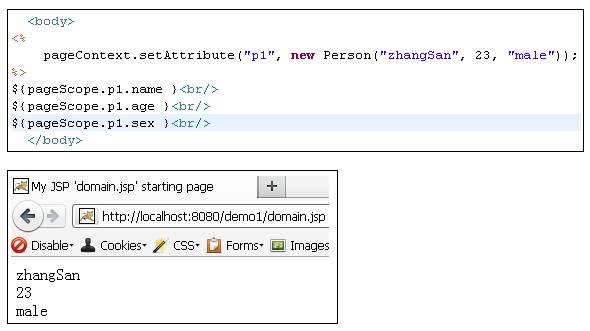 <body>
<%
pageContext.setAttribute("p1", new Person("zhangSan", 23, "male"));
%>
${pageScope.p1.name }<br/>
${pageScope.p1.age }<br/>
${pageScope.p1.sex }<br/>
</body>
My JSP 'domain.jsp' starting page
+
http://localhost:8080/demo1/domain.jsp
Disable Cookies CSS Forms Images
zhangSan
23
male